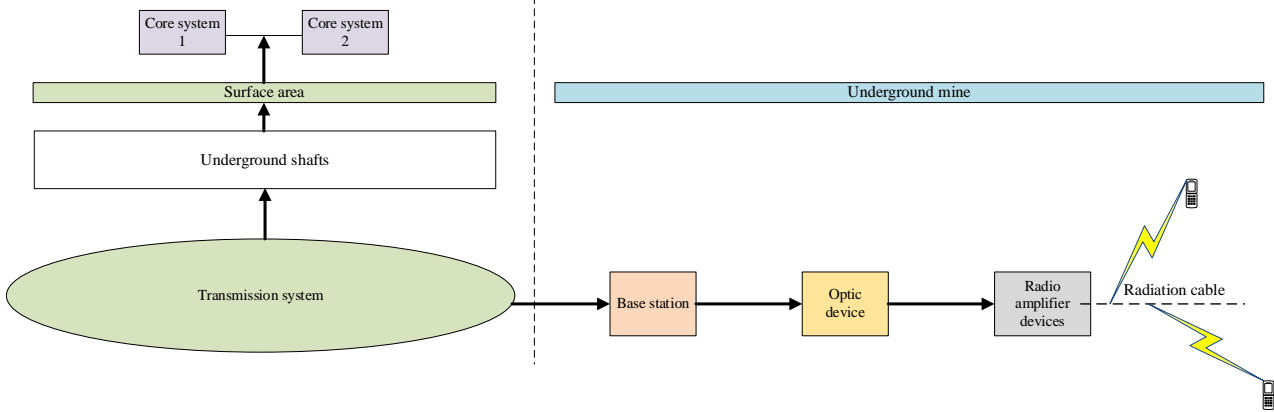 Core system
1
Core system
2
Surface area
Underground mine
Underground shafts
Transmission system
Base station
Optic
device
Radio
amplifier
devices
Radiation cable